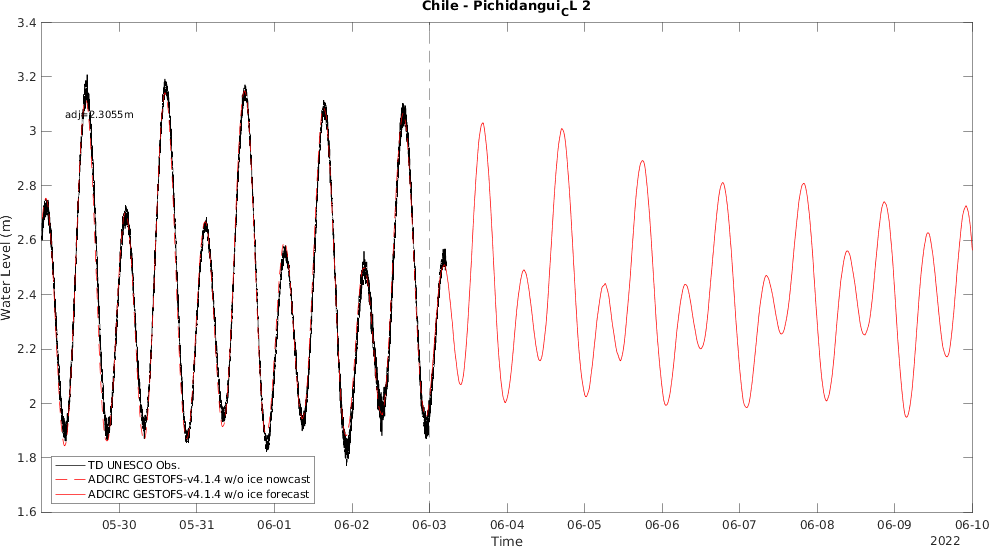 Chile - PichidanguiCL 2
3.4
3.2
3
2.8
2.6
2.4
2.2
2
1.8
1.6
Water Level (m)
adj=2.3055m
TD UNESCO Obs.
ADCIRC GESTOFS-v4.1.4 w/o ice nowcast
ADCIRC GESTOFS-v4.1.4 w/o ice forecast
05-30 05-31 06-01 06-02 06-03 06-04 06-05 06-06 06-07 06-08 06-09 06-10
Time
2022